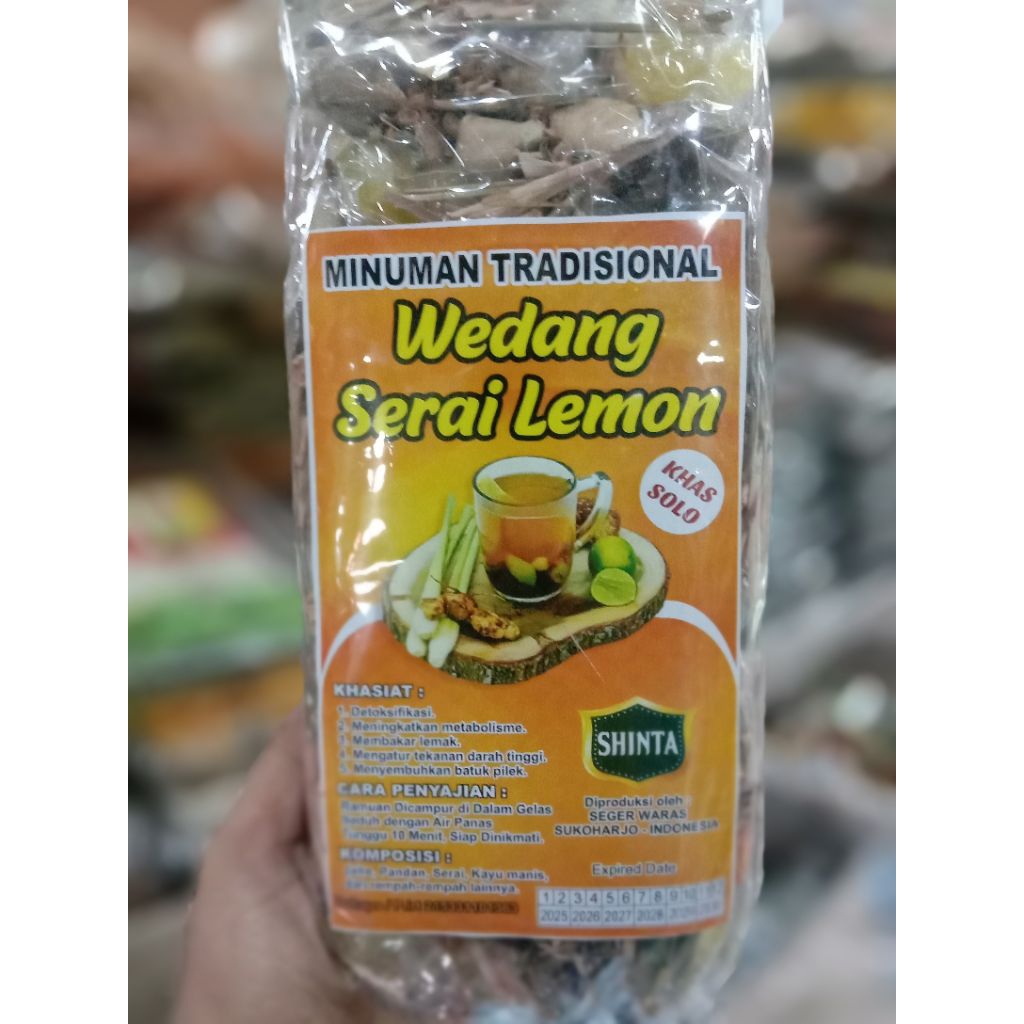 MINUMAN TRADISIONAL
Wedang
Serai Lemon
KHAS
SOLO
KHASIAT :
1. Detoksifikasi.
2. Meningkatkan metabolisme.
3. Membakar lemak.
4. Mengatur tekanan darah tinggi.
5. Menyembuhkan batuk pilek.
CARA PENYAJIAN :
Ramuan Dicampur di Dalam Gelas
Seduh dengan Air Panas
Tunggu 10 Menit, Siap Dinikmati.
KOMPOSISI :
Pandan, Serai, Kayu manis,
dan rempah-rempah lainnya.
SHINTA
Diproduksi oleh :
SEGER WARAS
SUKOHARJO - INDONESIA
Expired Date
1 2 3 4 5 6 7 8 9 10
2025 2026 2027 2028